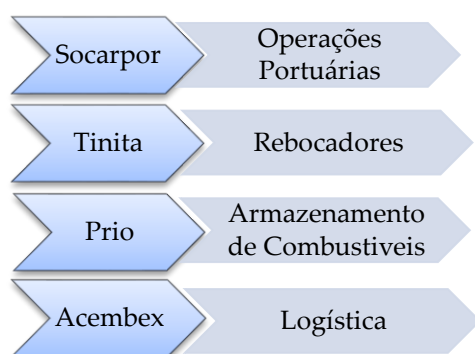 Socarpor
Operações
Portuárias
Tinita
Rebocadores
Prio
Armazenamento
de Combustiveis
Acembex
Logística